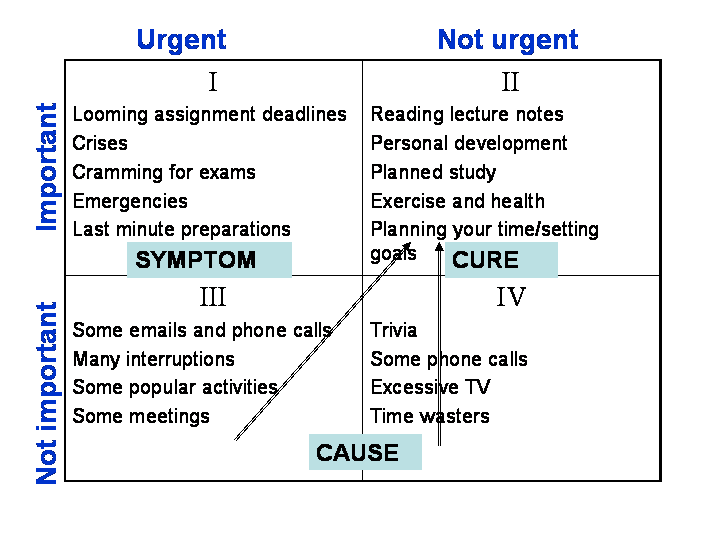 Urgent
Not urgent
Important
I
Looming assignment deadlines
Crises
Cramming for exams
Emergencies
Last minute preparations
SYMPTOM
II
Reading lecture notes
Personal development
Planned study
Exercise and health
Planning your time/setting
goals
CURE
Not important
III
Some emails and phone calls
Many interruptions
Some popular activities
Some meetings
IV
Trivia
Some phone calls
Excessive TV
Time wasters
CAUSE